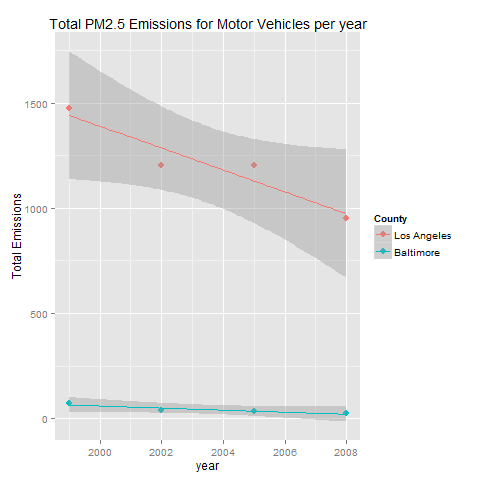 Total PM2.5 Emissions for Motor Vehicles per year
1500
1000
500
0
Total Emissions
2000 2002 2004 2006 2008
year
County
Los Angeles
Baltimore